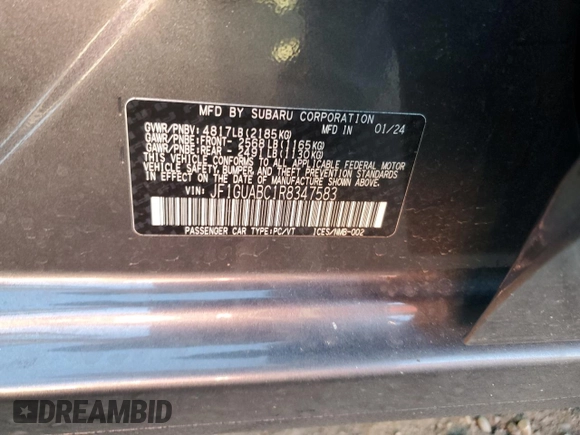 MFD BY SUBARU CORPORATION
GVWR/PNBV: 4817LB(2185KG) MFD IN 01/24
GAWR/PNBE:FRONT- 2568LB(1165KG)
GAWR/PNBE:REAR - 2491LB(1130KG)
THIS VEHICLE CONFORMS TO ALL APPLICABLE FEDERAL MOTOR
VEHICLE SAFETY, BUMPER, AND THEFT PREVENTION STANDARDS
IN EFFECT ON THE DATE OF MANUFACTURE SHOWN ABOVE.
JF1GUABC1R8347583
PASSENGER CAR TYPE:PC/VT ICES/NMB-002
DREAMBID